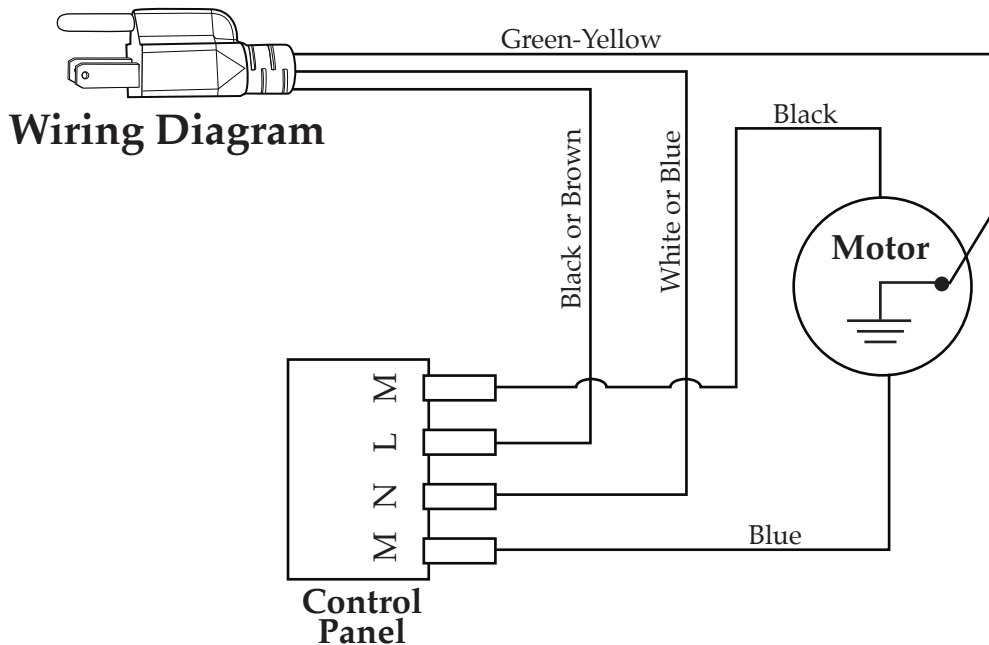 Green-Yellow
Wiring Diagram
Black
Black or Brown
White or Blue
Motor
M
L
N
M
Blue
Control
Panel